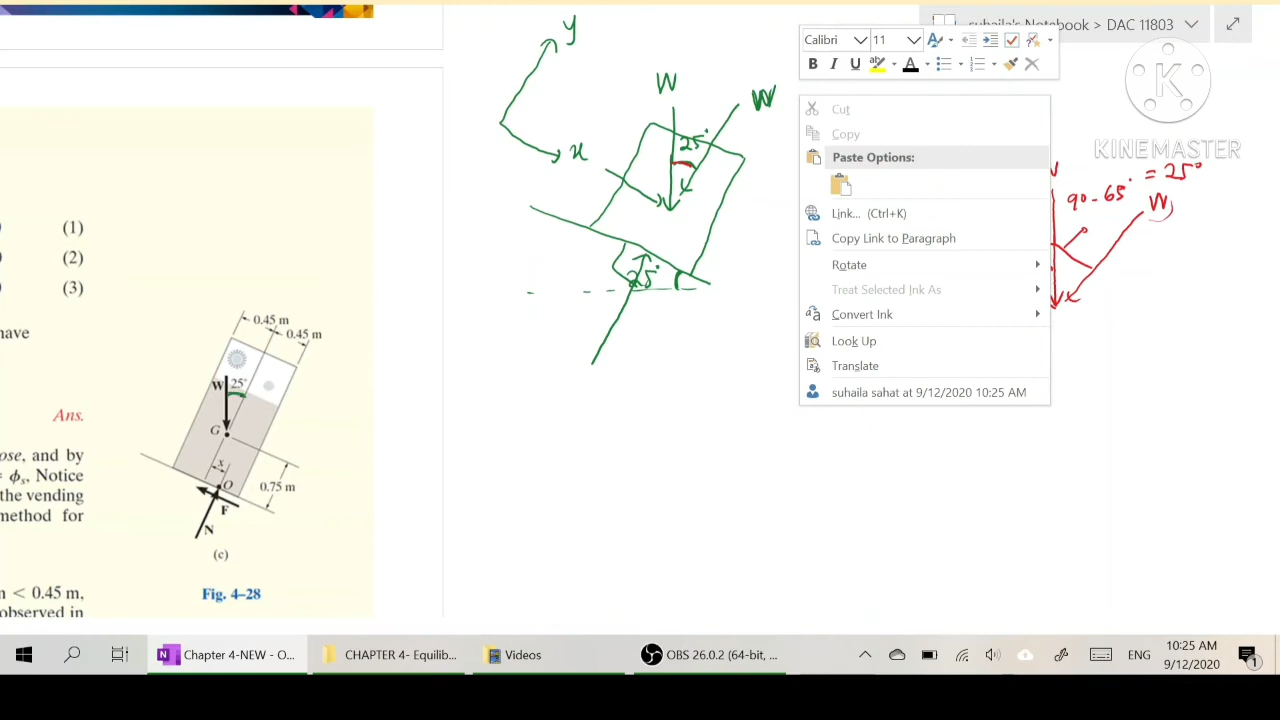 suhaila's Notebook > DAC 11803
Calibri 11
B I U ab A
K
KINEMASTER
Cut
Copy
Paste Options:
Link... (Ctrl+K)
Copy Link to Paragraph
Rotate
Treat Selected Ink As
Convert Ink
Look Up
Translate
suhaila sahat at 9/12/2020 10:25 AM
y
x
W
W
25°
25°
90-65° = 25°
W
(1)
(2)
(3)
have
Ans.
ose, and by
= ϕs. Notice
the vending
method for
0.45 m
0.45 m
W 25°
G
x
O
F
N
0.75 m
(c)
n < 0.45 m,
observed in
Fig. 4–28
Chapter 4-NEW - O...
CHAPTER 4- Equilib...
Videos
OBS 26.0.2 (64-bit, ...
ENG
10:25 AM
9/12/2020
1